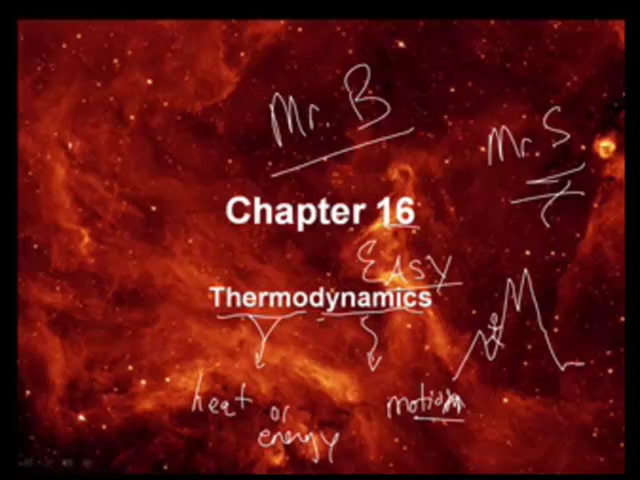 Mr. B
Mr. S
Chapter 16
EASY
Thermodynamics
heat or energy
motion